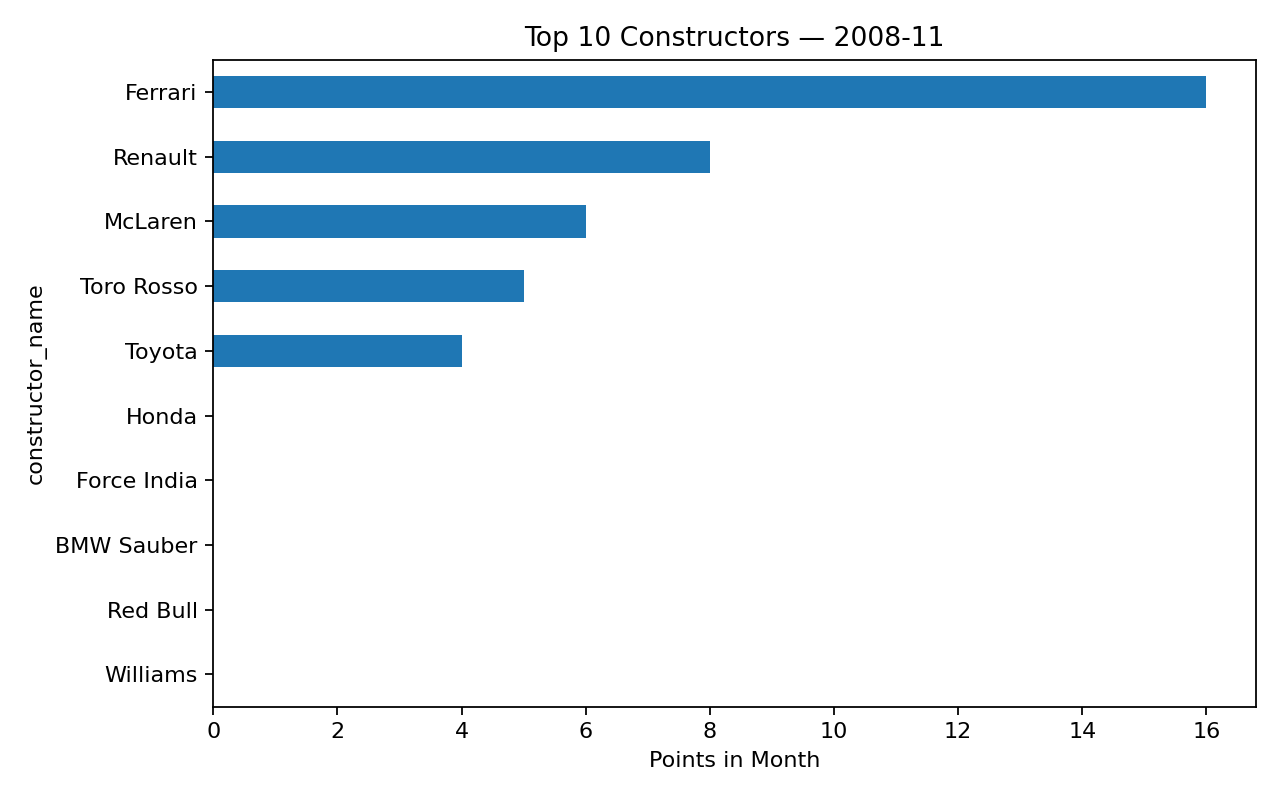 Top 10 Constructors — 2008-11
Ferrari
Renault
McLaren
Toro Rosso
Toyota
Honda
Force India
BMW Sauber
Red Bull
Williams
constructor_name
0 2 4 6 8 10 12 14 16
Points in Month